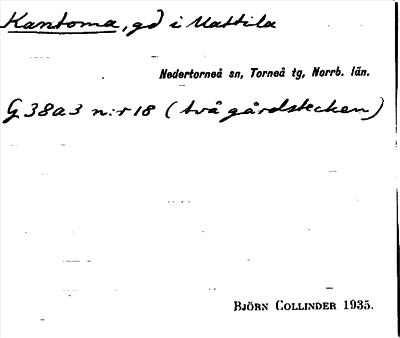 Kantoma, gd i Mattila
Nedertorneå sn, Torneå tg, Norrb. län.
G 38a3 n:r 18 (två gårdstecken)
BJÖRN COLLINDER 1935.